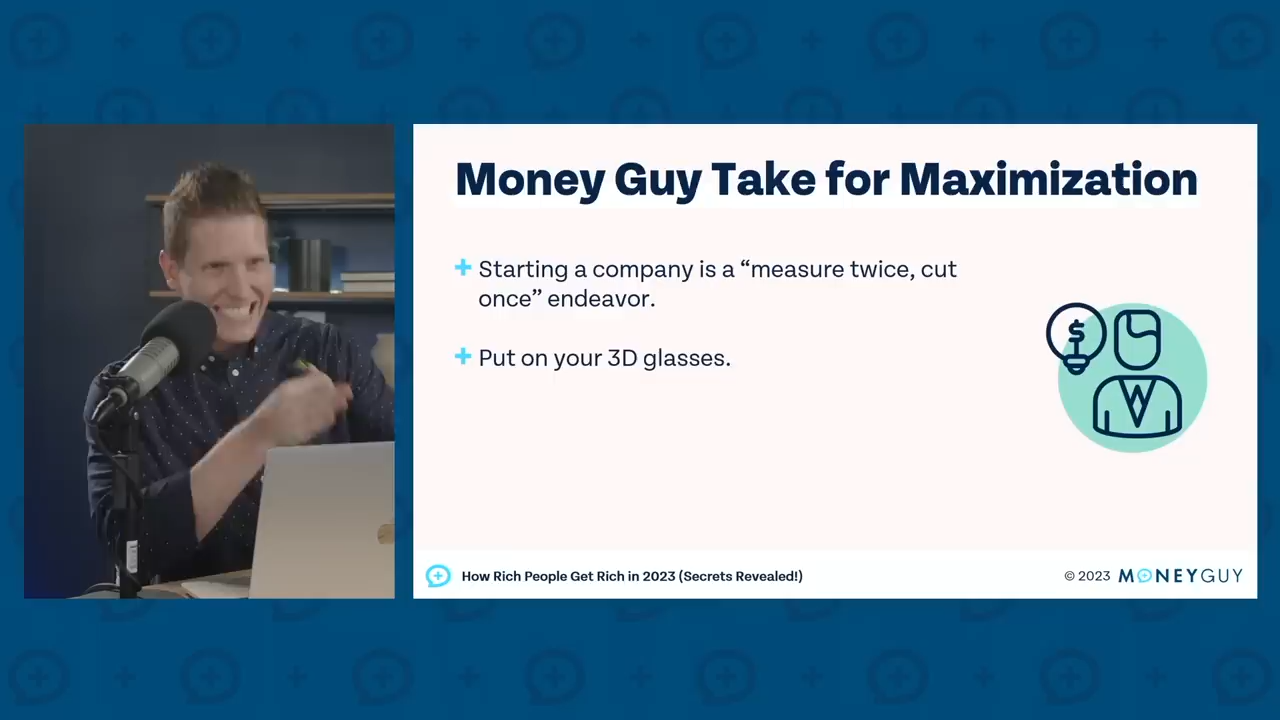 Money Guy Take for Maximization
Starting a company is a “measure twice, cut
once” endeavor.
Put on your 3D glasses.
$
How Rich People Get Rich in 2023 (Secrets Revealed!)
© 2023 MONEYGUY